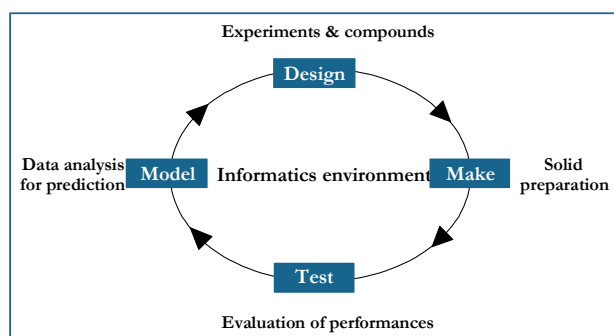 Experiments & compounds
Design
Data analysis
for prediction
Model
Informatics environment
Make
Solid
preparation
Test
Evaluation of performances